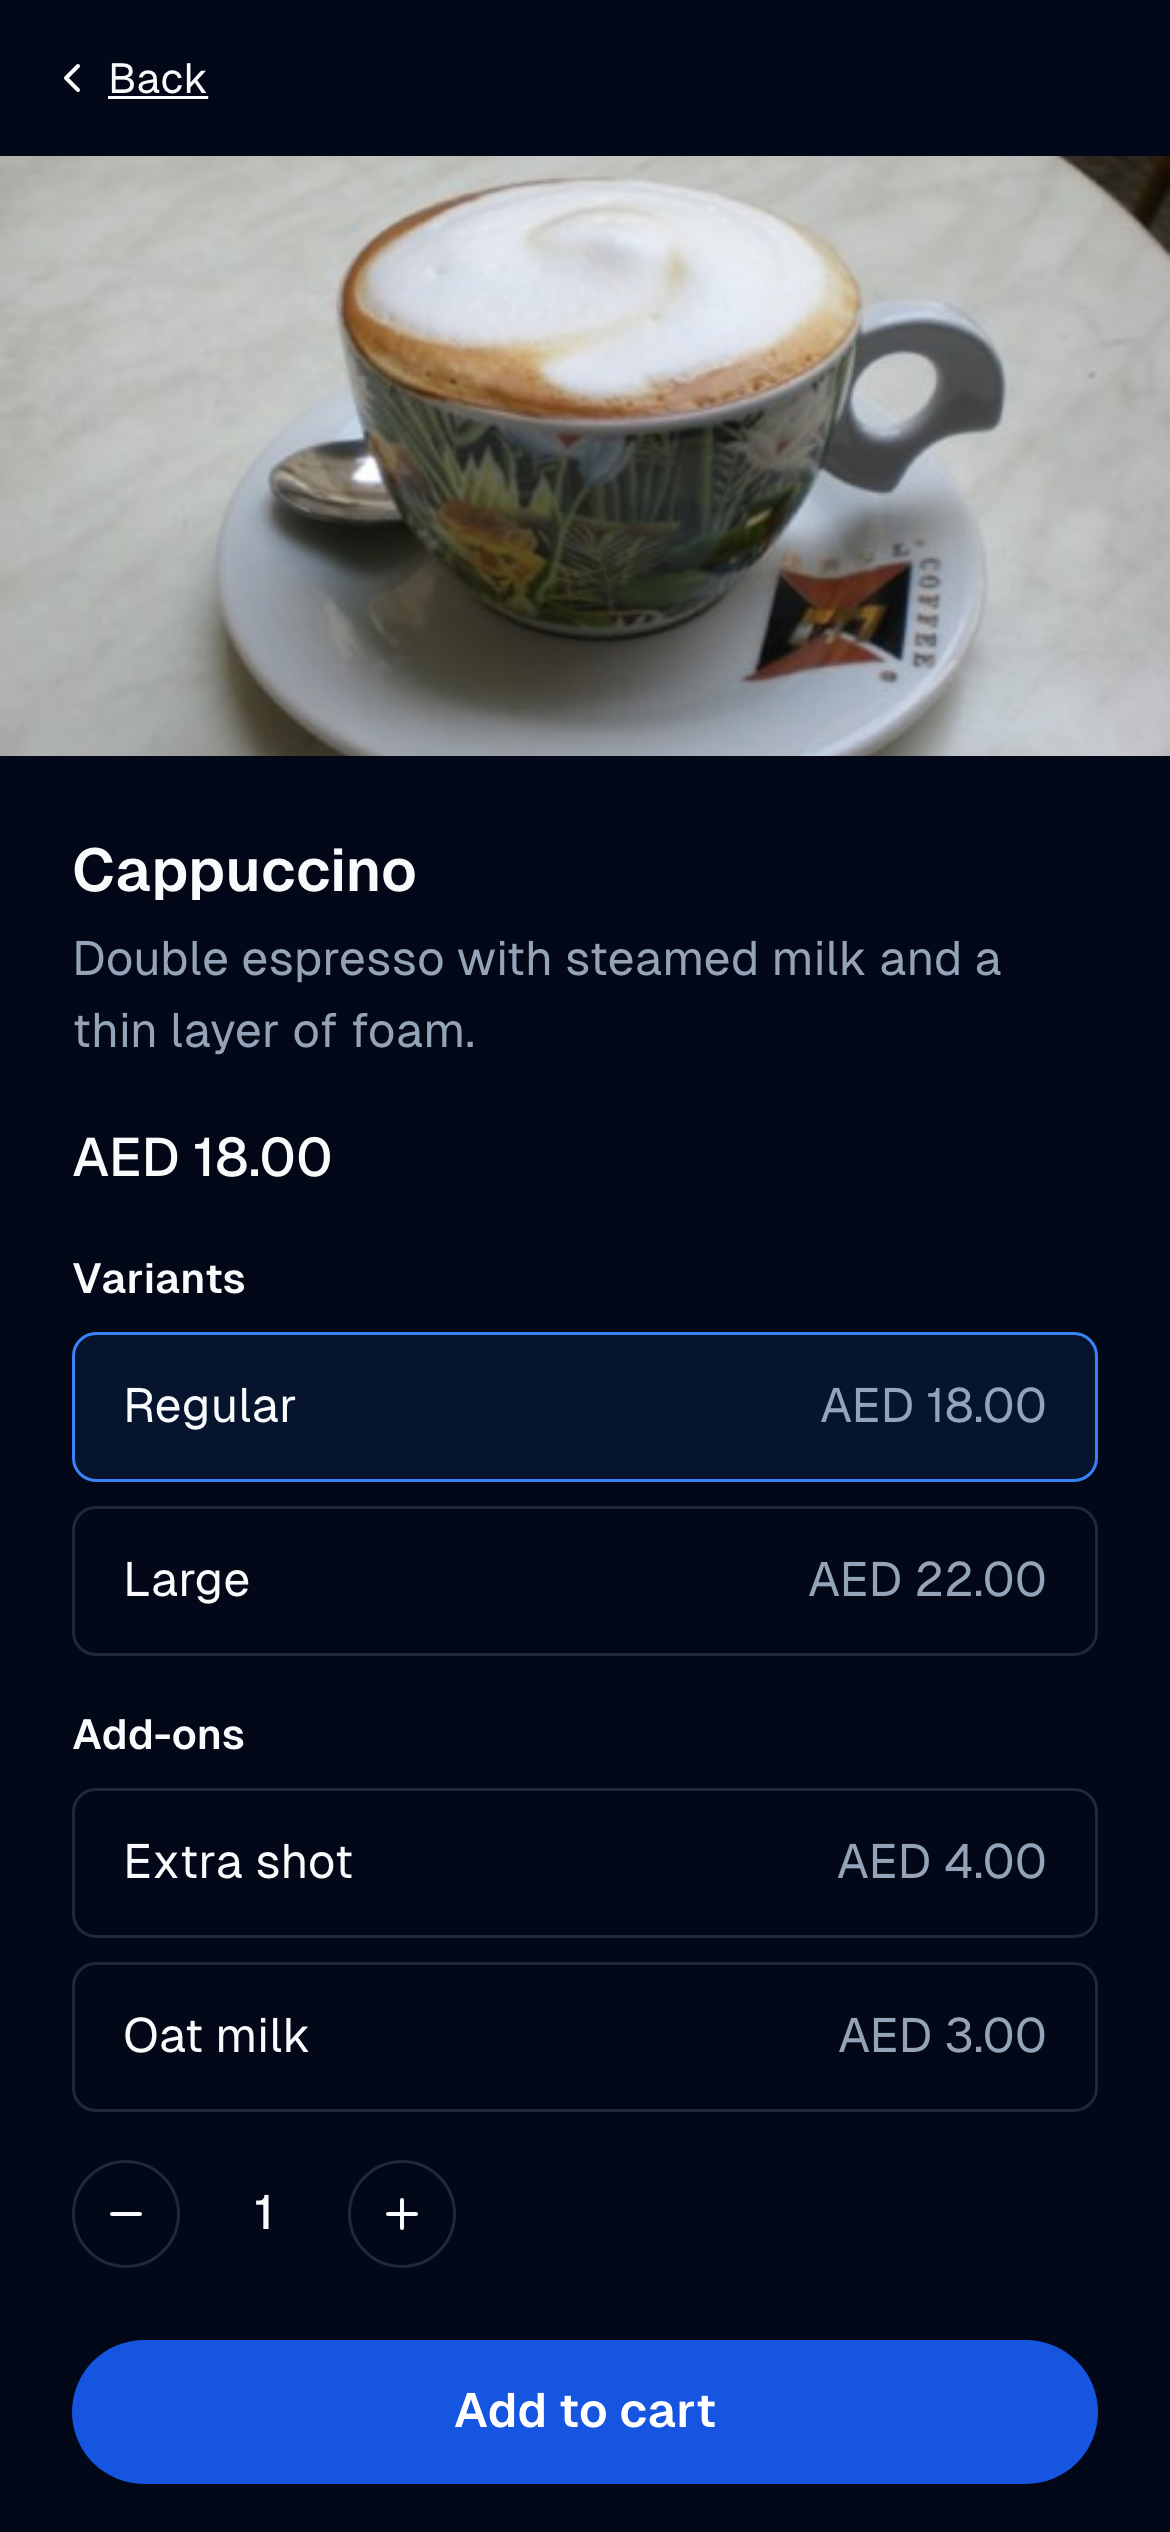 Back
COFFEE
Cappuccino
Double espresso with steamed milk and a
thin layer of foam.
AED 18.00
Variants
Regular AED 18.00
Large AED 22.00
Add-ons
Extra shot AED 4.00
Oat milk AED 3.00
1
Add to cart